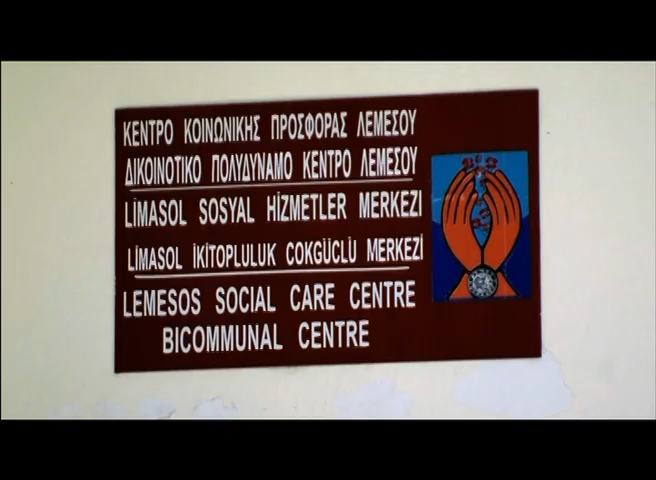 ΚΕΝΤΡΟ ΚΟΙΝΩΝΙΚΗΣ ΠΡΟΣΦΟΡΑΣ ΛΕΜΕΣΟΥ
ΔΙΚΟΙΝΟΤΙΚΟ ΠΟΛΥΔΥΝΑΜΟ ΚΕΝΤΡΟ ΛΕΜΕΣΟΥ
LİMASOL SOSYAL HİZMETLER MERKEZI
LİMASOL İKİTOPLULUK COKGÜCLÜ MERKEZİ
LEMESOS SOCIAL CARE CENTRE
BICOMMUNAL CENTRE